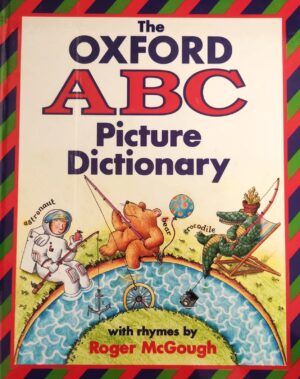 The
OXFORD
ABC
Picture
Dictionary
astronaut
bear
crocodile
with rhymes by
Roger McGough